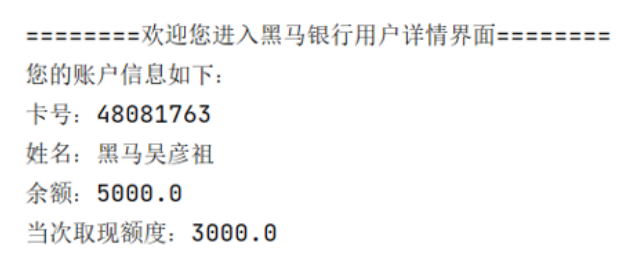 ========欢迎您进入黑马银行用户详情界面========
您的账户信息如下：
卡号：48081763
姓名：黑马吴彦祖
余额：5000.0
当次取现额度：3000.0